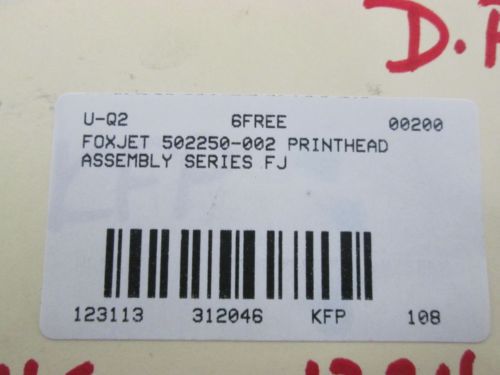 D.
U-Q2 6FREE 00200
FOXJET 502250-002 PRINTHEAD
ASSEMBLY SERIES FJ
123113 312046 KFP 108